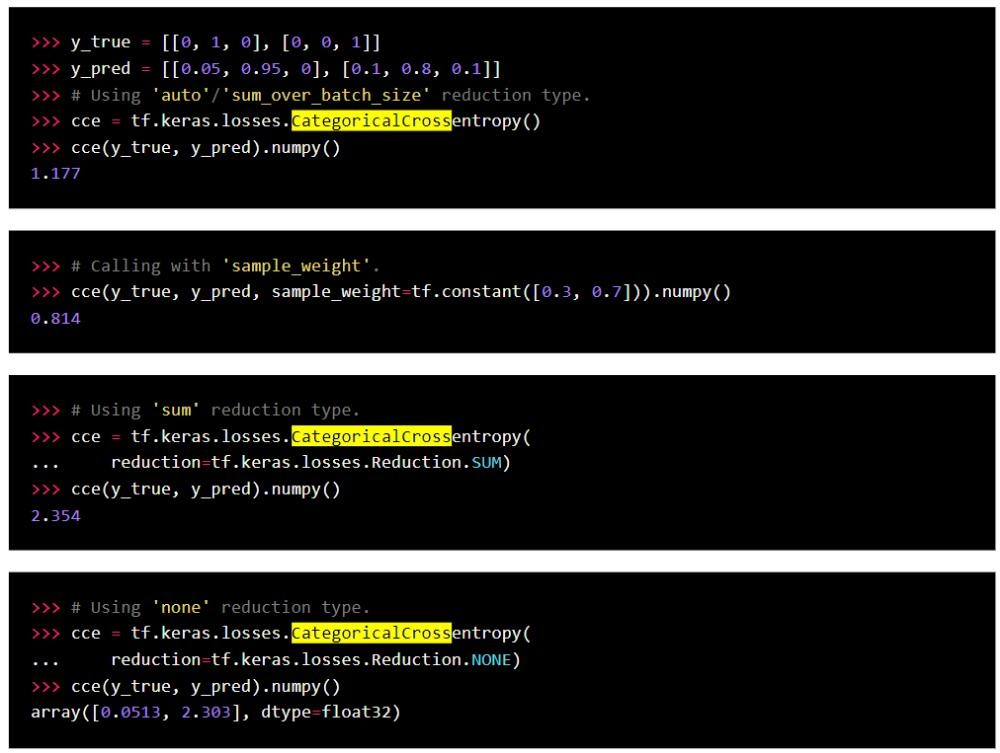 >>> y_true = [[0, 1, 0], [0, 0, 1]]
>>> y_pred = [[0.05, 0.95, 0], [0.1, 0.8, 0.1]]
>>> # Using 'auto'/'sum_over_batch_size' reduction type.
>>> cce = tf.keras.losses.CategoricalCrossentropy()
>>> cce(y_true, y_pred).numpy()
1.177
>>> # Calling with 'sample_weight'.
>>> cce(y_true, y_pred, sample_weight=tf.constant([0.3, 0.7])).numpy()
0.814
>>> # Using 'sum' reduction type.
>>> cce = tf.keras.losses.CategoricalCrossentropy(
...     reduction=tf.keras.losses.Reduction.SUM)
>>> cce(y_true, y_pred).numpy()
2.354
>>> # Using 'none' reduction type.
>>> cce = tf.keras.losses.CategoricalCrossentropy(
...     reduction=tf.keras.losses.Reduction.NONE)
>>> cce(y_true, y_pred).numpy()
array([0.0513, 2.303], dtype=float32)